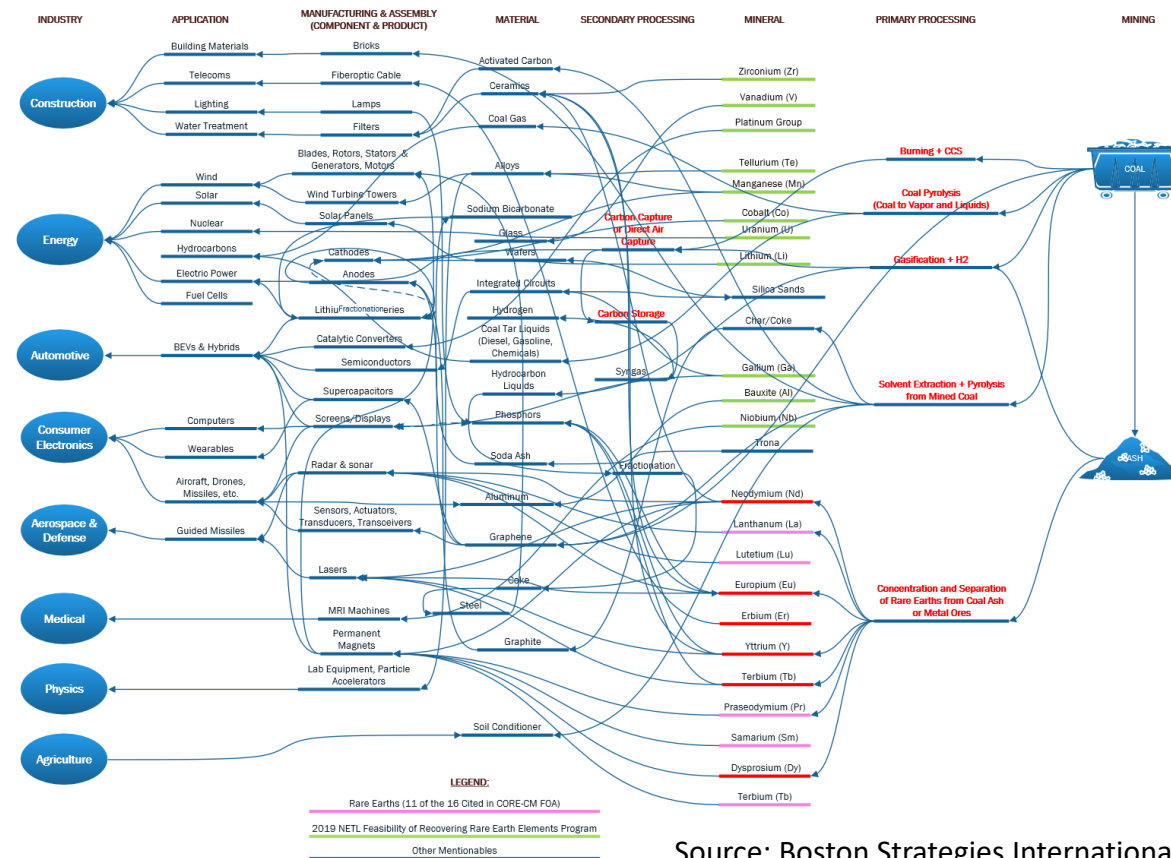 INDUSTRY
APPLICATION
MANUFACTURING & ASSEMBLY
(COMPONENT & PRODUCT)
MATERIAL
SECONDARY PROCESSING
MINERAL
PRIMARY PROCESSING
MINING
Construction
Energy
Automotive
Consumer
Electronics
Aerospace &
Defense
Medical
Physics
Agriculture
Building Materials
Telecoms
Lighting
Water Treatment
Wind
Solar
Nuclear
Hydrocarbons
Electric Power
Fuel Cells
BEVs & Hybrids
Computers
Wearables
Airoraft, Drones,
Missiles, etc.
Guided Missiles
Bricks
Fiberoptic Cable
Lamps
Filters
Blades, Rotors, Stators &
Generators, Motors
Wind Turbine Towers
Solar Panels
Cathodes
Anodes
LithiuFractionationeries
Catalytic Converters
Semiconductors
Supercapacitors
Screens/Displays
Radar & sonar
Sensors, Actuators,
Transducers, Transceivers
Lasers
MRI Machines
Permanent
Magnets
Lab Equipment, Particle
Accelerators
Activated Carbon
Ceramics
Coal Gas
Alloys
Sodium Bicarbonate
Glass
Wafers
Integrated Circuits
Hydrogen
Coal Tar Liquids
(Diesel, Gasoline,
Chemicals)
Hydrocarbon
Liquids
Phosphors
Soda Ash
Aluminum
Graphene
Coke
Steel
Graphite
Soil Conditioner
Carbon Capture
or Direct Air
Capture
Carbon Storage
Syngas
Fractionation
Zirconium (Zr)
Vanadium (V)
Platinum Group
Tellurium (Te)
Manganese (Mn)
Cobalt (Co)
Uranium (U)
Lithium (Li)
Silica Sands
Char/Coke
Gallium (Ga)
Bauxite (Al)
Niobium (Nb)
Trona
Neodymium (Nd)
Lanthanum (La)
Lutetium (Lu)
Europium (Eu)
Erbium (Er)
Yttrium (Y)
Terbium (Tb)
Praseodymium (Pr)
Samarium (Sm)
Dysprosium (Dy)
Terbium (Tb)
Burning + CCS
Coal Pyrolysis
(Coal to Vapor and Liquids)
Gasification + H2
Solvent Extraction + Pyrolysis
from Mined Coal
Concentration and Separation
of Rare Earths from Coal Ash
or Metal Ores
COAL
ASH
LEGEND:
Rare Earths (11 of the 16 Cited in CORE-CM FOA)
2019 NETL Feasibility of Recovering Rare Earth Elements Program
Other Mentionables
Source: Boston Strategies International